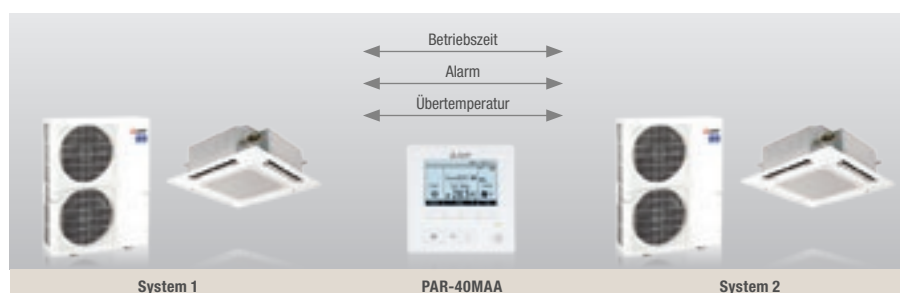 Betriebszeit
Alarm
Übertemperatur
System 1
PAR-40MAA
System 2